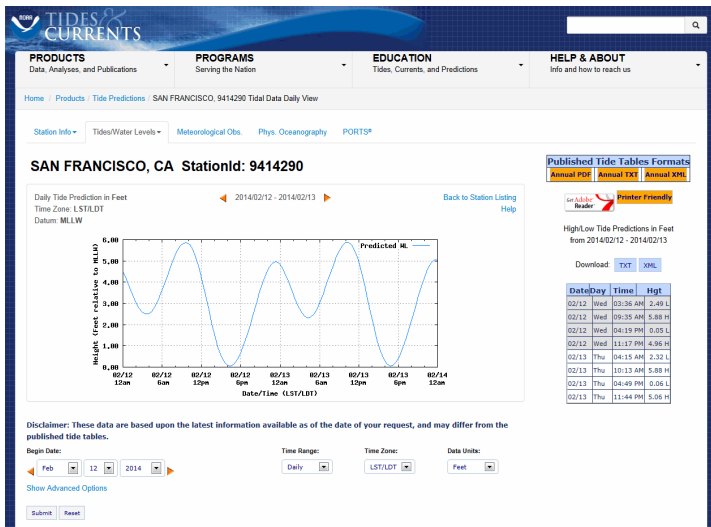 NOAA TIDES & CURRENTS
PRODUCTS
Data, Analyses, and Publications
PROGRAMS
Serving the Nation
EDUCATION
Tides, Currents, and Predictions
HELP & ABOUT
Info and how to reach us
Home / Products / Tide Predictions / SAN FRANCISCO, 9414290 Tidal Data Daily View
Station Info Tides/Water Levels Meteorological Obs. Phys. Oceanography PORTS®
SAN FRANCISCO, CA StationId: 9414290
Daily Tide Prediction in Feet
Time Zone: LST/LDT
Datum: MLLW
2014/02/12 - 2014/02/13
Back to Station Listing
Help
Height (Feet relative to MLLW)
6.00
5.00
4.00
3.00
2.00
1.00
0.00
Predicted WL
02/12 02/12 02/12 02/12 02/13 02/13 02/13 02/13 02/14
12am 6am 12pm 6pm 12am 6am 12pm 6pm 12am
Date/Time (LST/LDT)
Published Tide Tables Formats
Annual PDF Annual TXT Annual XML
Get Adobe Reader
Printer Friendly
High/Low Tide Predictions in Feet
from 2014/02/12 - 2014/02/13
Download: TXT XML
Date Day Time Hgt
02/12 Wed 03:36 AM 2.49 L
02/12 Wed 09:35 AM 5.88 H
02/12 Wed 04:19 PM 0.05 L
02/12 Wed 11:17 PM 4.96 H
02/13 Thu 04:15 AM 2.32 L
02/13 Thu 10:13 AM 5.88 H
02/13 Thu 04:49 PM 0.06 L
02/13 Thu 11:44 PM 5.06 H
Disclaimer: These data are based upon the latest information available as of the date of your request, and may differ from the
published tide tables.
Begin Date:
Feb 12 2014
Time Range:
Daily
Time Zone:
LST/LDT
Data Units:
Feet
Show Advanced Options
Submit Reset